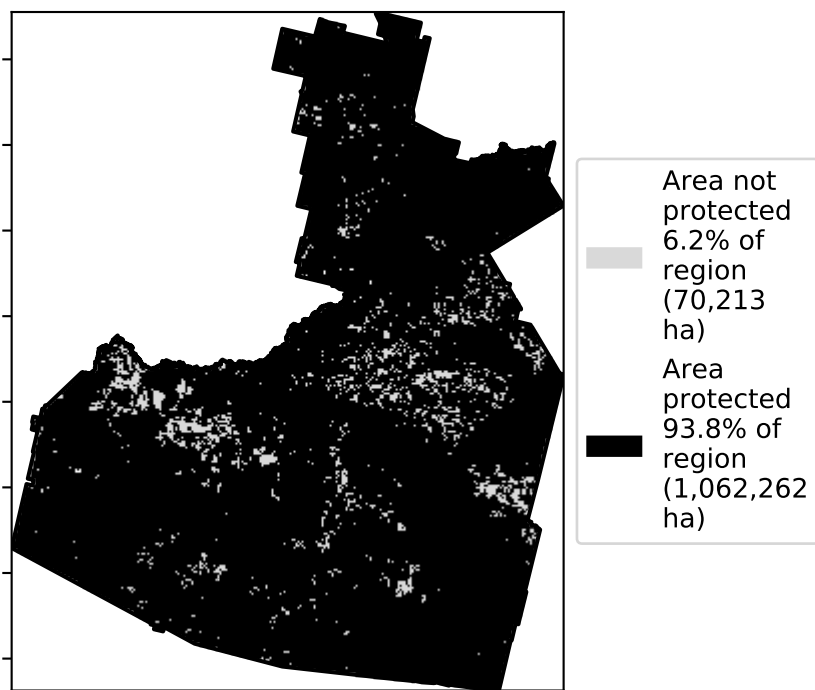 Area not
protected
6.2% of
region
(70,213
ha)
Area
protected
93.8% of
region
(1,062,262
ha)